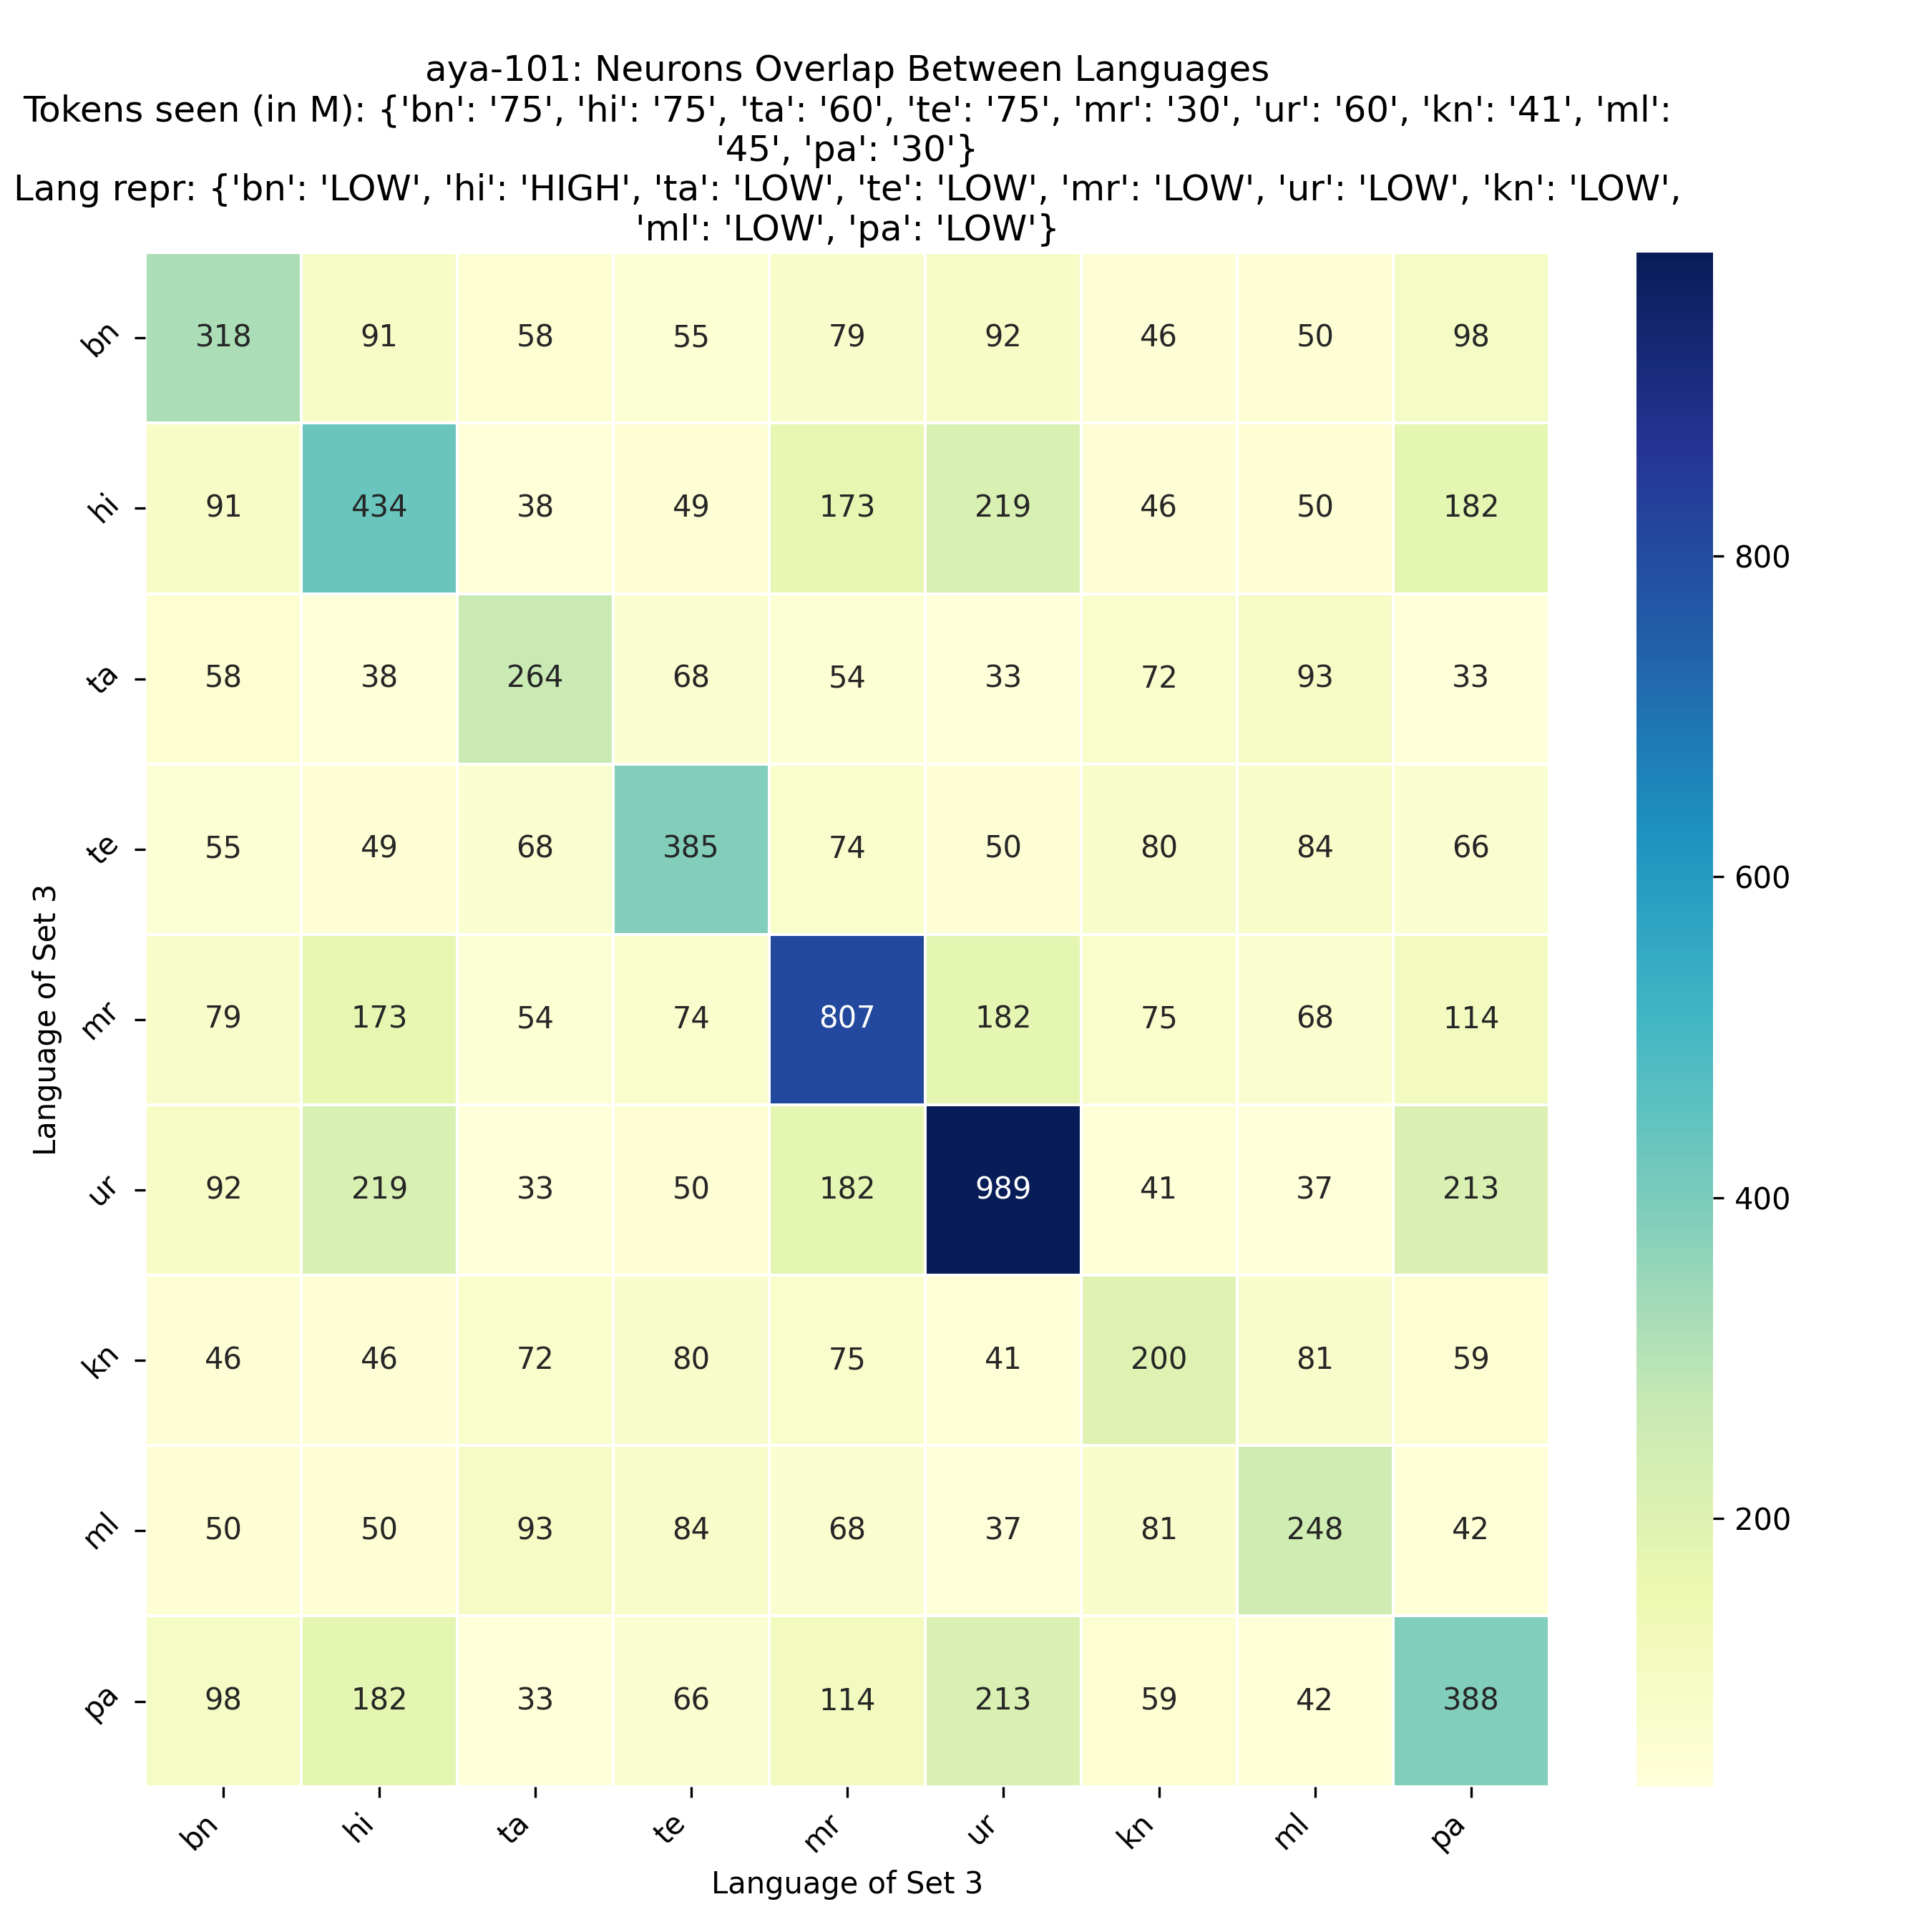 aya-101: Neurons Overlap Between Languages
Tokens seen (in M): {'bn': '75', 'hi': '75', 'ta': '60', 'te': '75', 'mr': '30', 'ur': '60', 'kn': '41', 'ml':
'45', 'pa': '30'}
Lang repr: {'bn': 'LOW', 'hi': 'HIGH', 'ta': 'LOW', 'te': 'LOW', 'mr': 'LOW', 'ur': 'LOW', 'kn': 'LOW',
'ml': 'LOW', 'pa': 'LOW'}
bn 318 91 58 55 79 92 46 50 98
hi 91 434 38 49 173 219 46 50 182
ta 58 38 264 68 54 33 72 93 33
te 55 49 68 385 74 50 80 84 66
mr 79 173 54 74 807 182 75 68 114
ur 92 219 33 50 182 989 41 37 213
kn 46 46 72 80 75 41 200 81 59
ml 50 50 93 84 68 37 81 248 42
pa 98 182 33 66 114 213 59 42 388
bn hi ta te mr ur kn ml pa
Language of Set 3
Language of Set 3
800
600
400
200